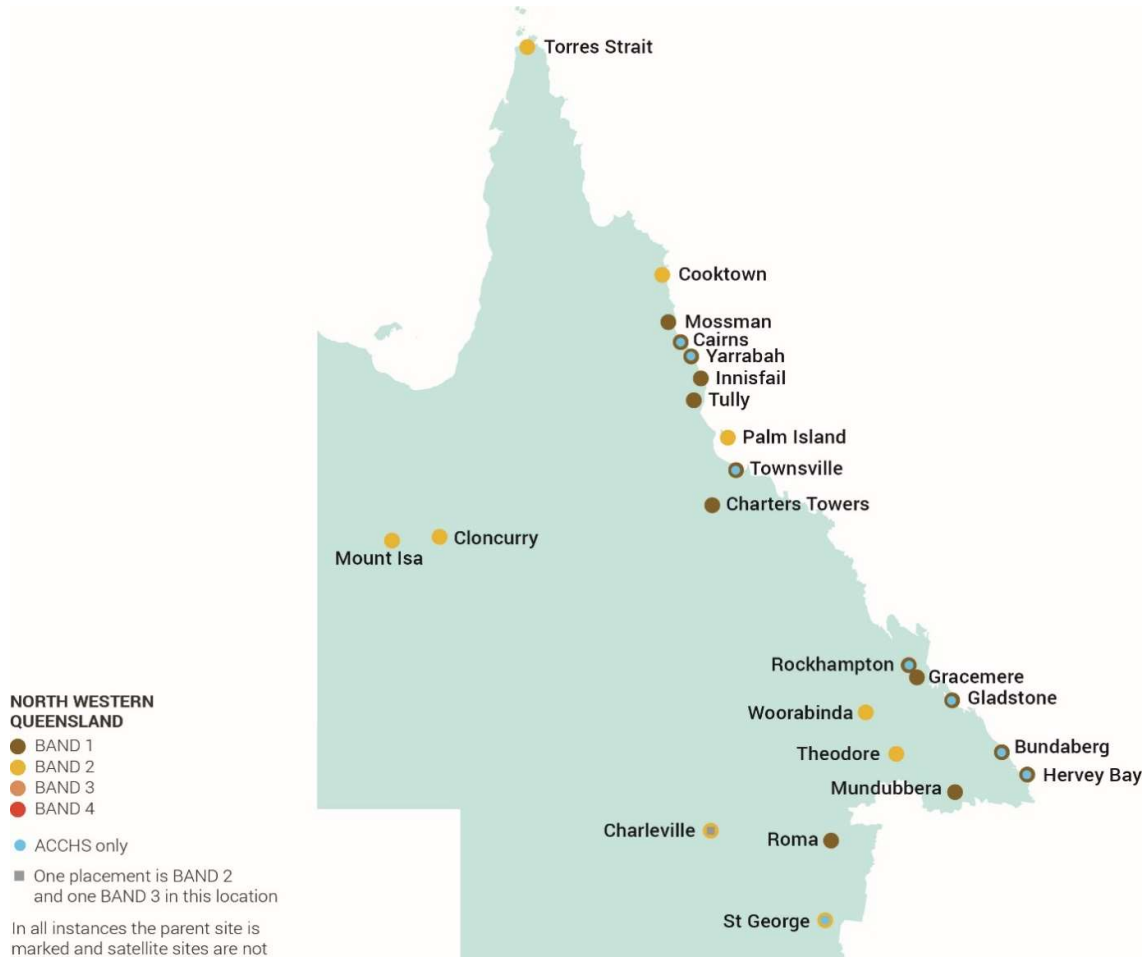 Torres Strait
Cooktown
Mossman
Cairns
Yarrabah
Innisfail
Tully
Palm Island
Townsville
Charters Towers
Cloncurry
Mount Isa
Rockhampton
Gracemere
Gladstone
Woorabinda
Theodore
Bundaberg
Hervey Bay
Mundubbera
Charleville
Roma
St George
NORTH WESTERN
QUEENSLAND
BAND 1
BAND 2
BAND 3
BAND 4
ACCHS only
One placement is BAND 2
and one BAND 3 in this location
In all instances the parent site is
marked and satellite sites are not